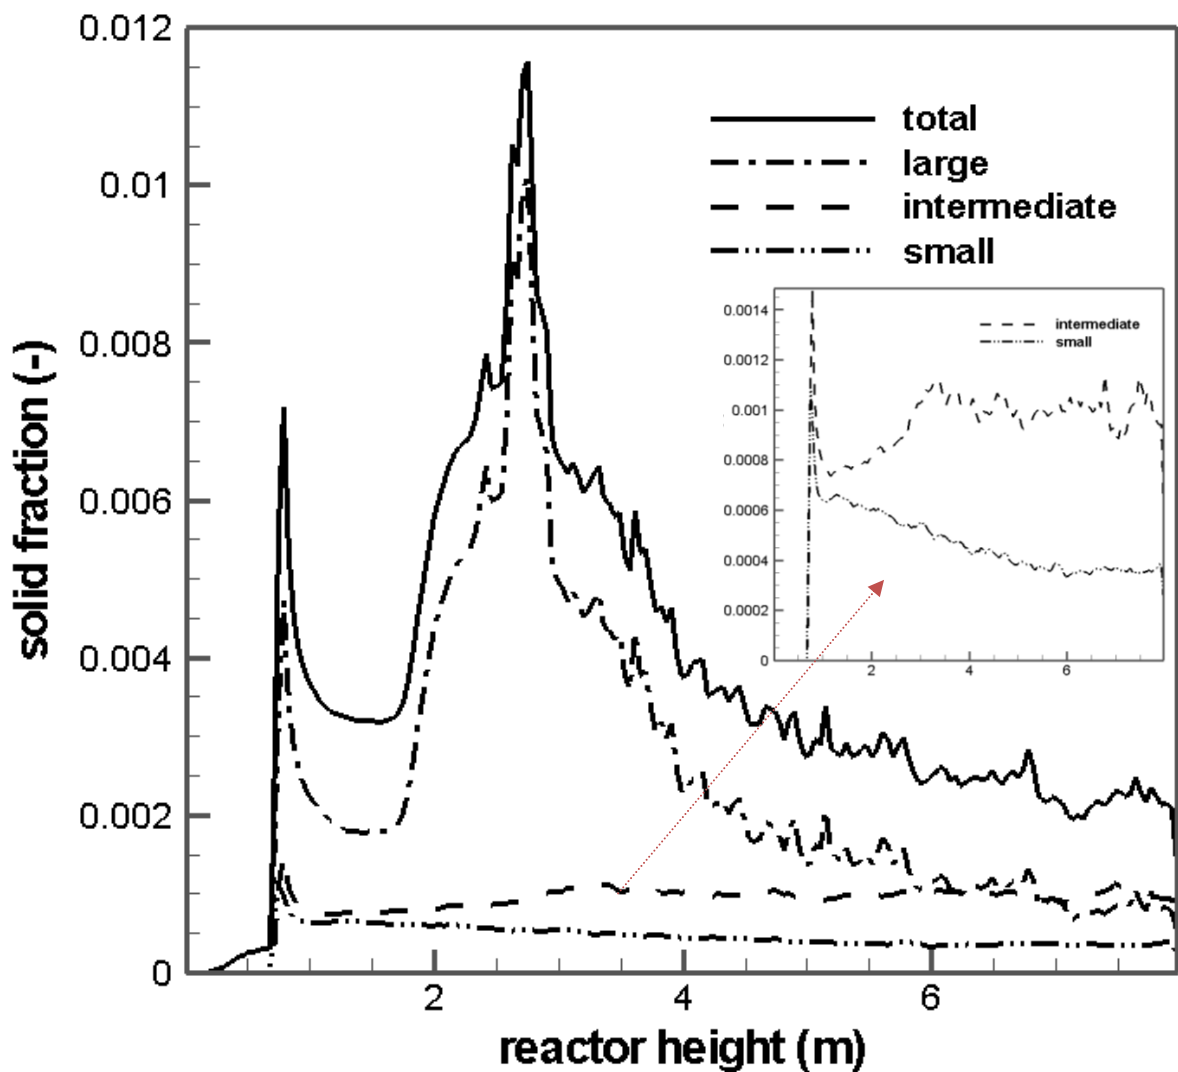 0.012
0.01
0.008
0.006
0.004
0.002
0
solid fraction (-)
total
large
intermediate
small
0.0014
0.0012
0.001
0.0008
0.0006
0.0004
0.0002
0
intermediate
small
2 4 6
2 4 6
reactor height (m)